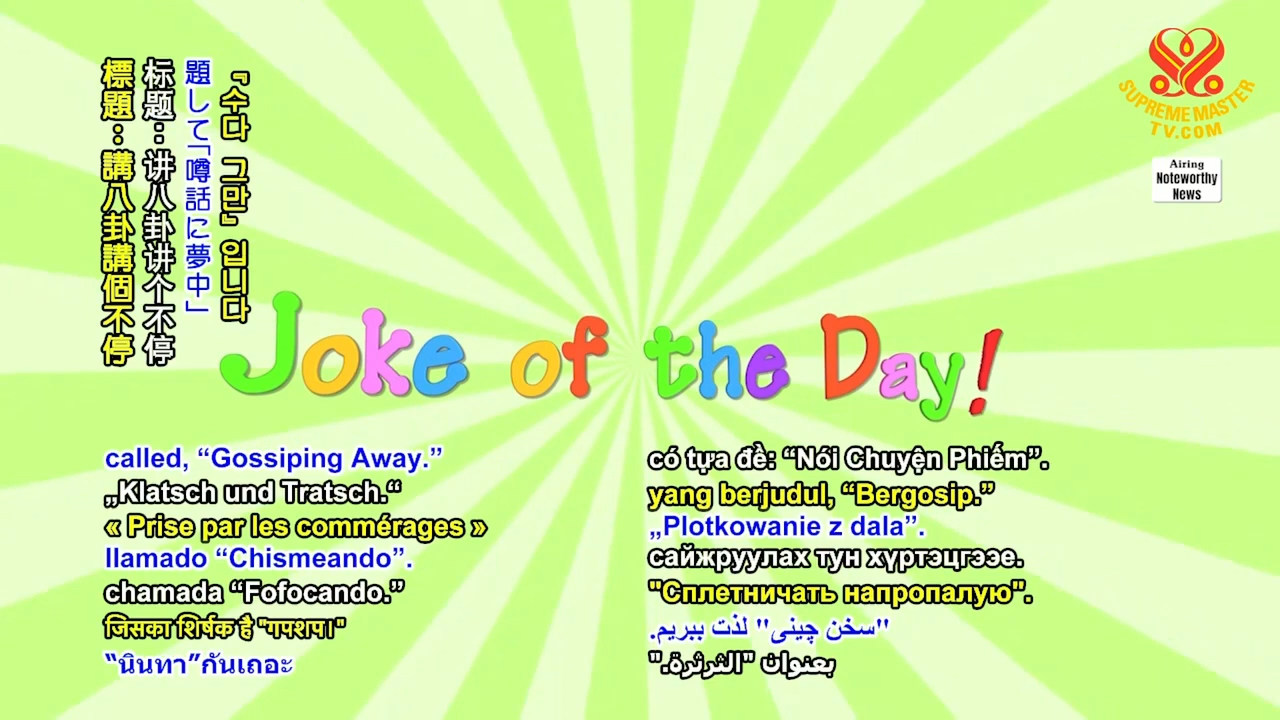 『수다 그만』입니다
題して「噂話に夢中」
标题：讲八卦讲个不停
標題：講八卦講個不停
SUPREME MASTER
TV.COM
Airing
Noteworthy
News
Joke of the Day!
called, “Gossiping Away.”
„Klatsch und Tratsch.“
« Prise par les commérages »
llamado “Chismeando”.
chamada “Fofocando.”
जिसका शिर्षक है "गपशप।"
“นินทา”กันเถอะ
có tựa đề: “Nói Chuyện Phiếm”.
yang berjudul, “Bergosip.”
„Plotkowanie z dala”.
сайжруулах тун хүртэцгээе.
"Сплетничать напропалую".
"سخن چینی" لذت ببریم.
بعنوان "الثرثرة."